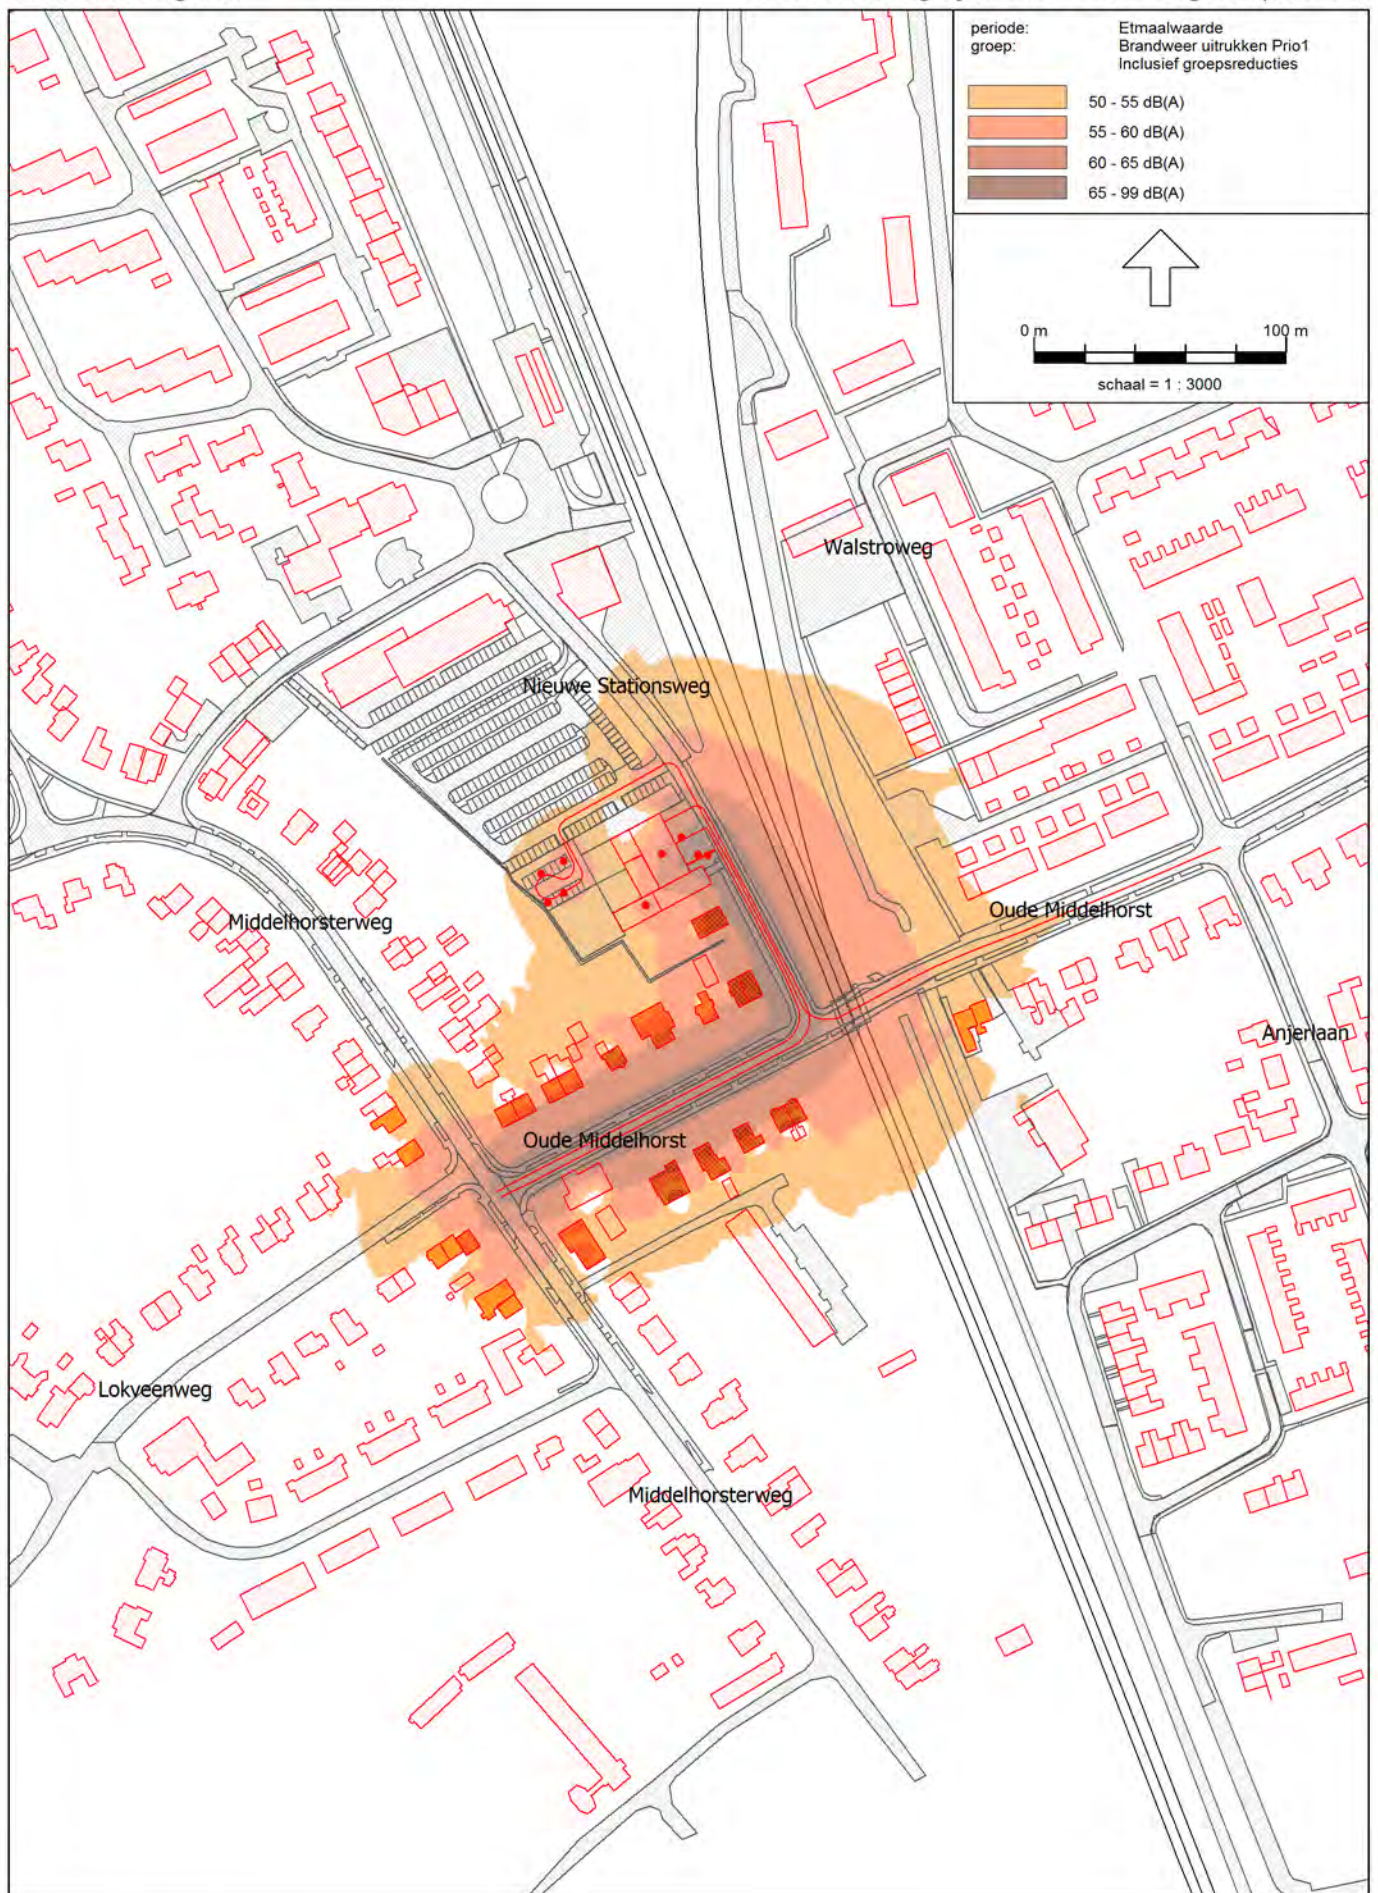 periode: Etmaalwaarde
groep: Brandweer uitrukken Prio1
Inclusief groepsreducties
50 - 55 dB(A)
55 - 60 dB(A)
60 - 65 dB(A)
65 - 99 dB(A)
0 m 100 m
schaal = 1 : 3000
Walstroweg
Nieuwe Stationsweg
Middelhorsterweg
Oude Middelhorst
Anjerlaan
Oude Middelhorst
Lokveenweg
Middelhorsterweg